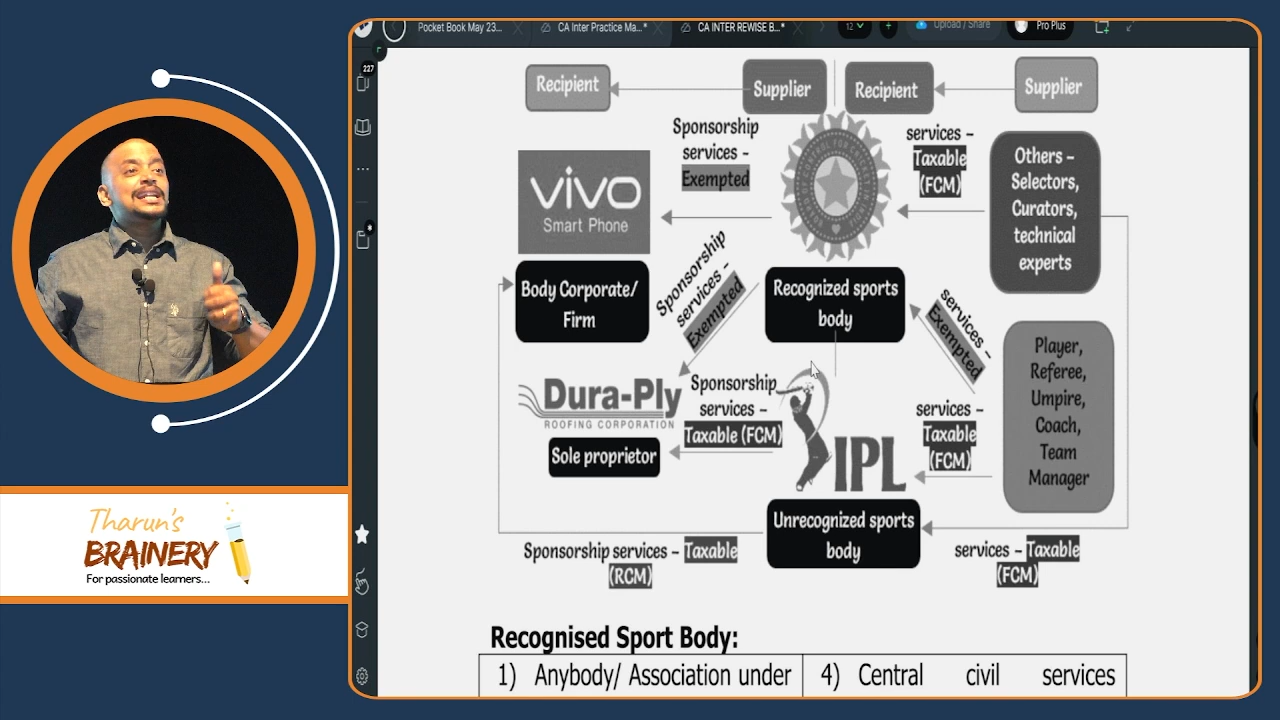 Pocket Book May 23...
CA Inter Practice Ma...*
CA INTER REWISE B...*
12
Upload / Share
Pro Plus
227
Recipient
Supplier
Recipient
Supplier
Sponsorship
services –
Exempted
services –
Taxable
(FCM)
vivo
Smart Phone
Others –
Selectors,
Curators,
technical
experts
Body Corporate/
Firm
Sponsorship
services –
Exempted
Recognized sports
body
services –
Exempted
Player,
Referee,
Umpire,
Coach,
Team
Manager
Dura-Ply
ROOFING CORPORATION
Sole proprietor
Sponsorship
services –
Taxable (FCM)
IPL
services –
Taxable
(FCM)
Unrecognized sports
body
Sponsorship services – Taxable
(RCM)
services – Taxable
(FCM)
Tharun's
BRAINERY
For passionate learners...
Recognised Sport Body:
1) Anybody/ Association under
4) Central civil services